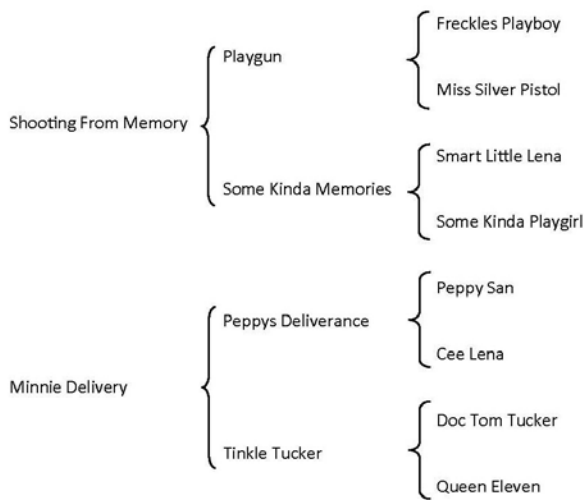 Freckles Playboy
Playgun
Miss Silver Pistol
Shooting From Memory
Smart Little Lena
Some Kinda Memories
Some Kinda Playgirl
Peppy San
Peppys Deliverance
Cee Lena
Minnie Delivery
Doc Tom Tucker
Tinkle Tucker
Queen Eleven